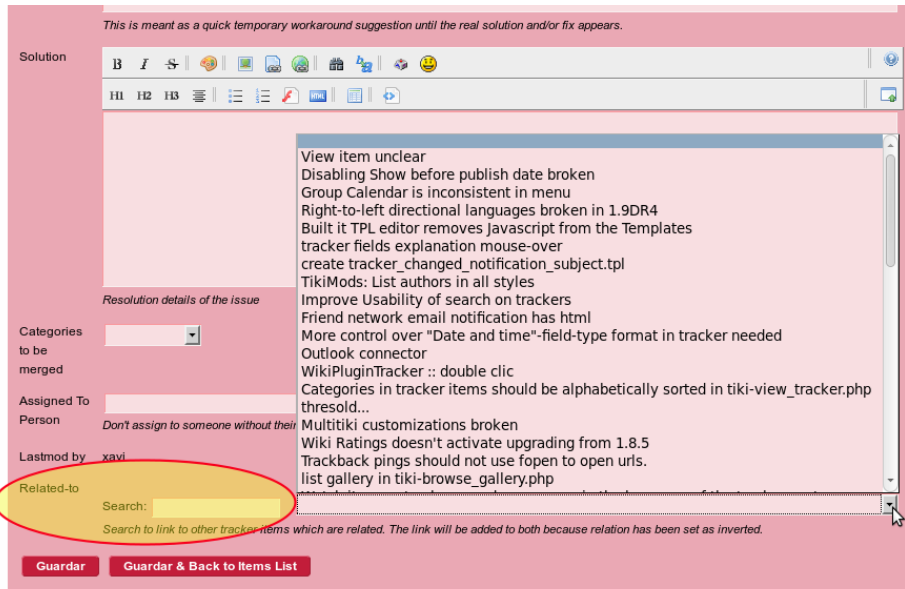 This is meant as a quick temporary workaround suggestion until the real solution and/or fix appears.
Solution
B I S
H1 H2 H3
HTML
View item unclear
Disabling Show before publish date broken
Group Calendar is inconsistent in menu
Right-to-left directional languages broken in 1.9DR4
Built it TPL editor removes Javascript from the Templates
tracker fields explanation mouse-over
create tracker_changed_notification_subject.tpl
TikiMods: List authors in all styles
Improve Usability of search on trackers
Friend network email notification has html
More control over "Date and time"-field-type format in tracker needed
Outlook connector
WikiPluginTracker :: double clic
Categories in tracker items should be alphabetically sorted in tiki-view_tracker.php
thresold...
Multitiki customizations broken
Wiki Ratings doesn't activate upgrading from 1.8.5
Trackback pings should not use fopen to open urls.
list gallery in tiki-browse_gallery.php
Resolution details of the issue
Categories
to be
merged
Assigned To
Person
Don't assign to someone without their
Lastmod by
xavi
Related-to
Search:
Search to link to other tracker items which are related. The link will be added to both because relation has been set as inverted.
Guardar
Guardar & Back to Items List